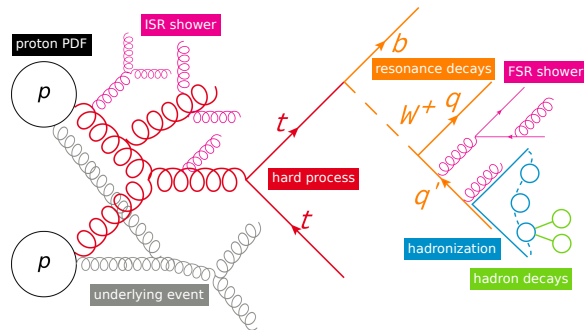 proton PDF
ISR shower
p
b
resonance decays
FSR shower
W+ q
t
hard process
q'
t
p
hadronization
underlying event
hadron decays